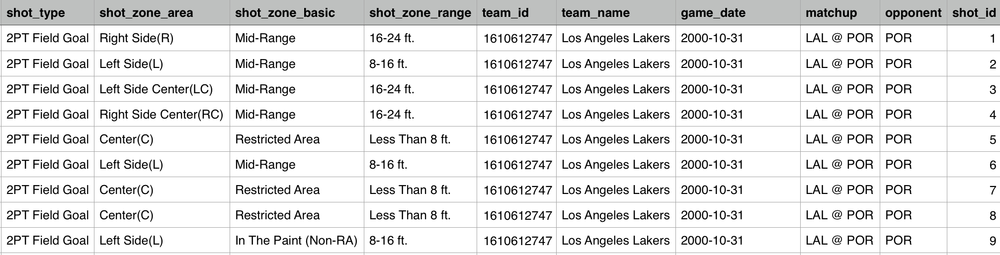 shot_type shot_zone_area shot_zone_basic shot_zone_range team_id team_name game_date matchup opponent shot_id
2PT Field Goal Right Side(R) Mid-Range 16-24 ft. 1610612747 Los Angeles Lakers 2000-10-31 LAL @ POR POR 1
2PT Field Goal Left Side(L) Mid-Range 8-16 ft. 1610612747 Los Angeles Lakers 2000-10-31 LAL @ POR POR 2
2PT Field Goal Left Side Center(LC) Mid-Range 16-24 ft. 1610612747 Los Angeles Lakers 2000-10-31 LAL @ POR POR 3
2PT Field Goal Right Side Center(RC) Mid-Range 16-24 ft. 1610612747 Los Angeles Lakers 2000-10-31 LAL @ POR POR 4
2PT Field Goal Center(C) Restricted Area Less Than 8 ft. 1610612747 Los Angeles Lakers 2000-10-31 LAL @ POR POR 5
2PT Field Goal Left Side(L) Mid-Range 8-16 ft. 1610612747 Los Angeles Lakers 2000-10-31 LAL @ POR POR 6
2PT Field Goal Center(C) Restricted Area Less Than 8 ft. 1610612747 Los Angeles Lakers 2000-10-31 LAL @ POR POR 7
2PT Field Goal Center(C) Restricted Area Less Than 8 ft. 1610612747 Los Angeles Lakers 2000-10-31 LAL @ POR POR 8
2PT Field Goal Left Side(L) In The Paint (Non-RA) 8-16 ft. 1610612747 Los Angeles Lakers 2000-10-31 LAL @ POR POR 9